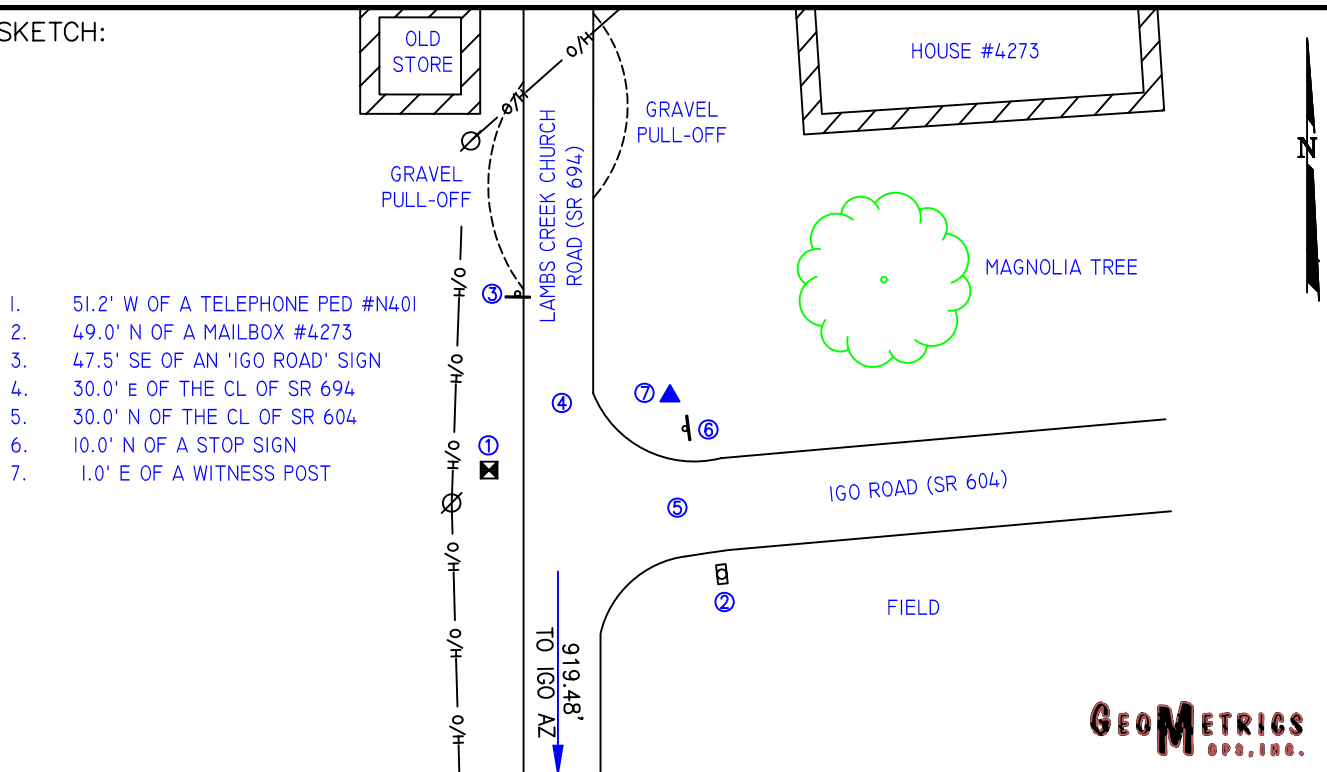 SKETCH:
OLD
STORE
O/H
O/H
HOUSE #4273
GRAVEL
PULL-OFF
GRAVEL
PULL-OFF
LAMBS CREEK CHURCH
ROAD (SR 694)
N
MAGNOLIA TREE
O/H
3
1. 51.2' W OF A TELEPHONE PED #N401
2. 49.0' N OF A MAILBOX #4273
3. 47.5' SE OF AN 'IGO ROAD' SIGN
4. 30.0' E OF THE CL OF SR 694
5. 30.0' N OF THE CL OF SR 604
6. 10.0' N OF A STOP SIGN
7. 1.0' E OF A WITNESS POST
O/H
7
4
6
1
O/H
IGO ROAD (SR 604)
5
O/H
2
FIELD
O/H
919.48'
TO IGO AZ
O/H
GEOMETRICS
GPS, INC.